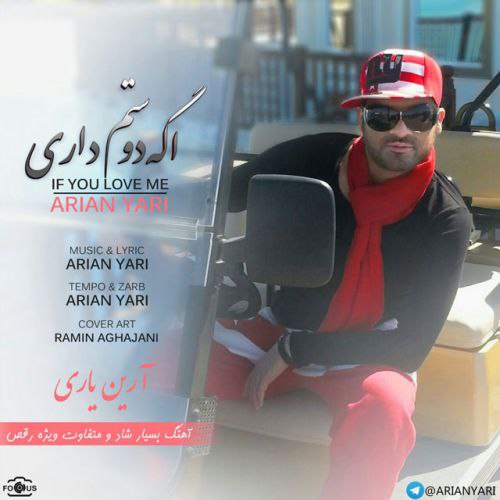 اگه دوستم داری
IF YOU LOVE ME
ARIAN YARI
MUSIC & LYRIC
ARIAN YARI
TEMPO & ZARB
ARIAN YARI
COVER ART
RAMIN AGHAJANI
آرین یاری
آهنگ بسیار شاد و متفاوت ویژه رقص
FOCUS
@ARIANYARI